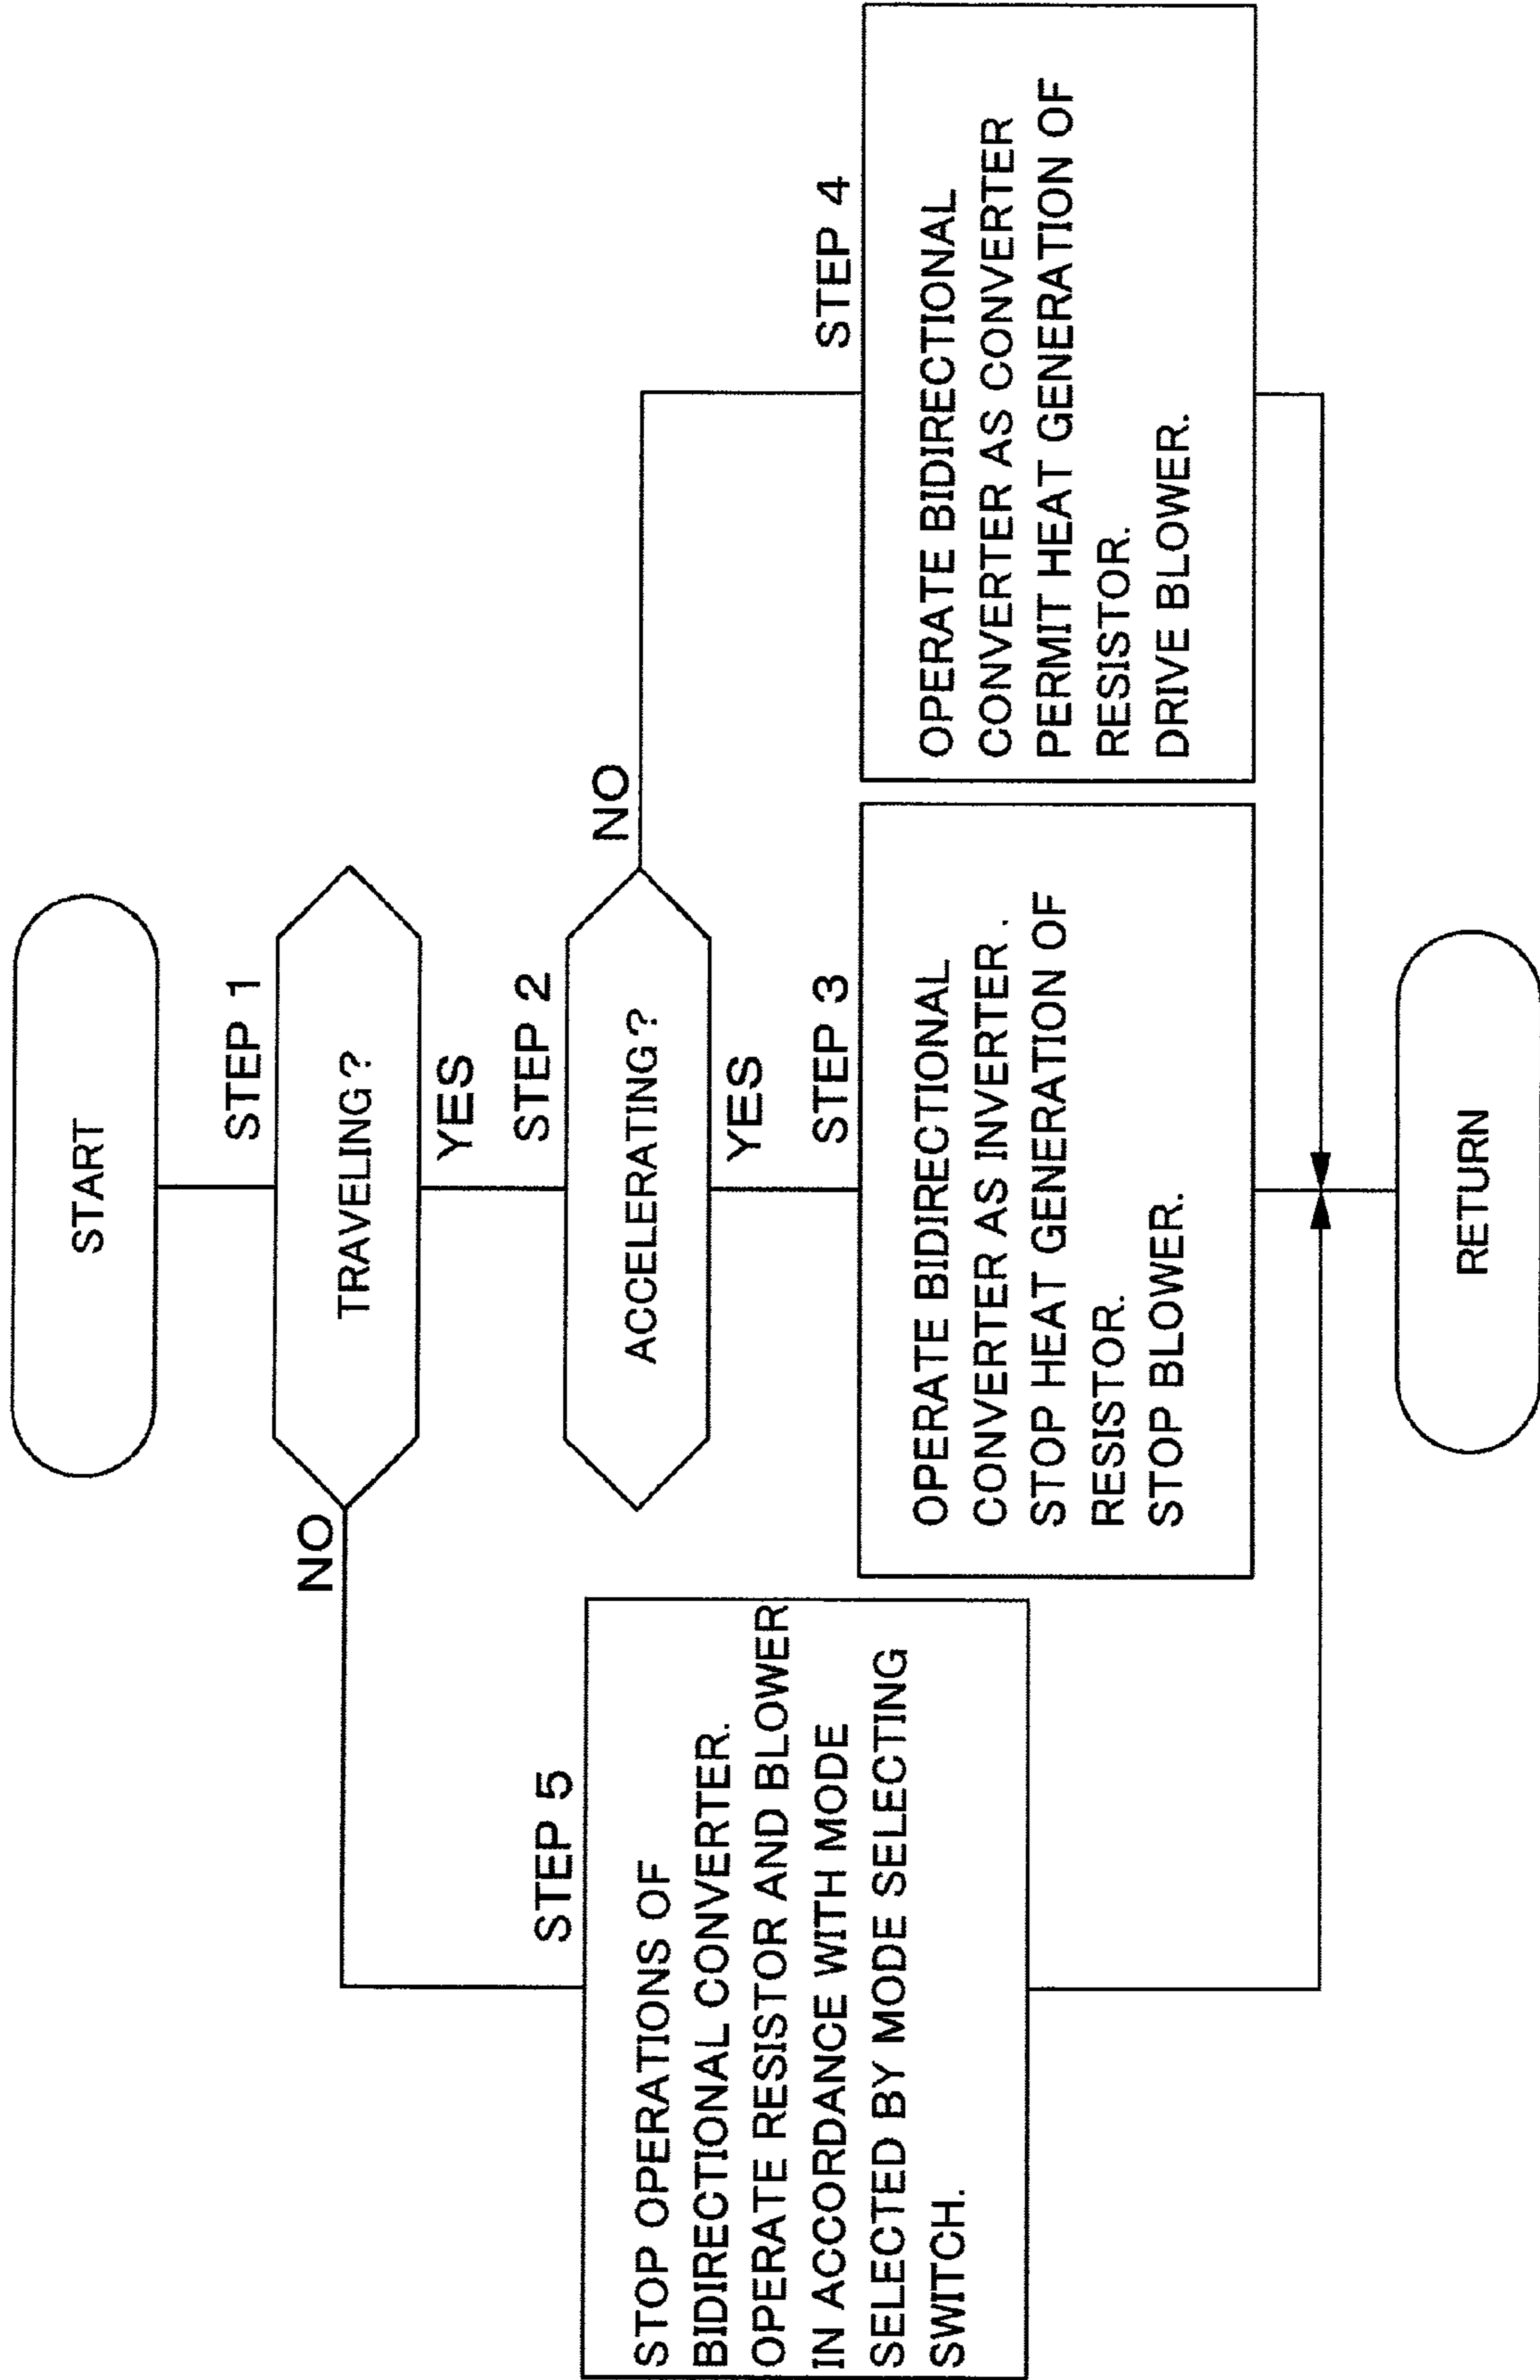 START
STEP 1
TRAVELING?
NO
YES
STEP 2
ACCELERATING?
NO
YES
STEP 5
STOP OPERATIONS OF
BIDIRECTIONAL CONVERTER.
OPERATE RESISTOR AND BLOWER
IN ACCORDANCE WITH MODE
SELECTED BY MODE SELECTING
SWITCH.
STEP 3
OPERATE BIDIRECTIONAL
CONVERTER AS INVERTER.
STOP HEAT GENERATION OF
RESISTOR.
STOP BLOWER.
STEP 4
OPERATE BIDIRECTIONAL
CONVERTER AS CONVERTER
PERMIT HEAT GENERATION OF
RESISTOR.
DRIVE BLOWER.
RETURN